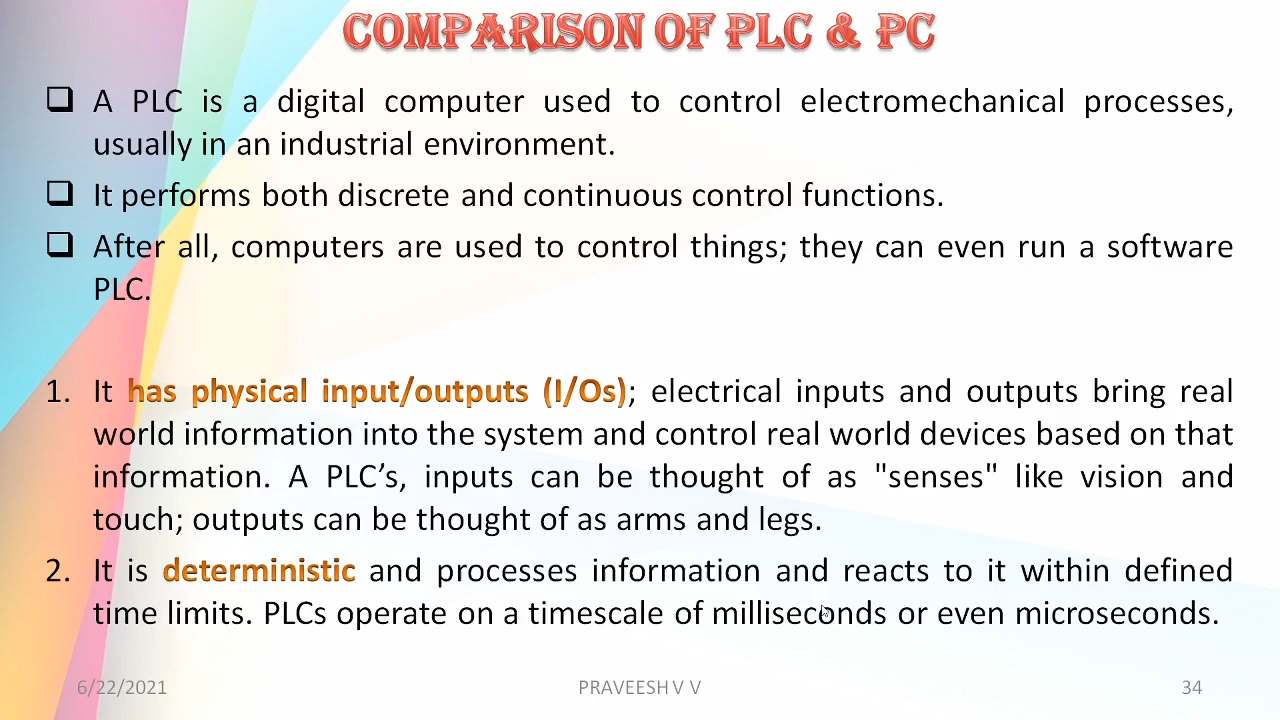 COMPARISON OF PLC & PC
❑ A PLC is a digital computer used to control electromechanical processes,
usually in an industrial environment.
❑ It performs both discrete and continuous control functions.
❑ After all, computers are used to control things; they can even run a software
PLC.
1. It has physical input/outputs (I/Os); electrical inputs and outputs bring real
world information into the system and control real world devices based on that
information. A PLC’s, inputs can be thought of as "senses" like vision and
touch; outputs can be thought of as arms and legs.
2. It is deterministic and processes information and reacts to it within defined
time limits. PLCs operate on a timescale of milliseconds or even microseconds.
6/22/2021 PRAVEESH V V 34